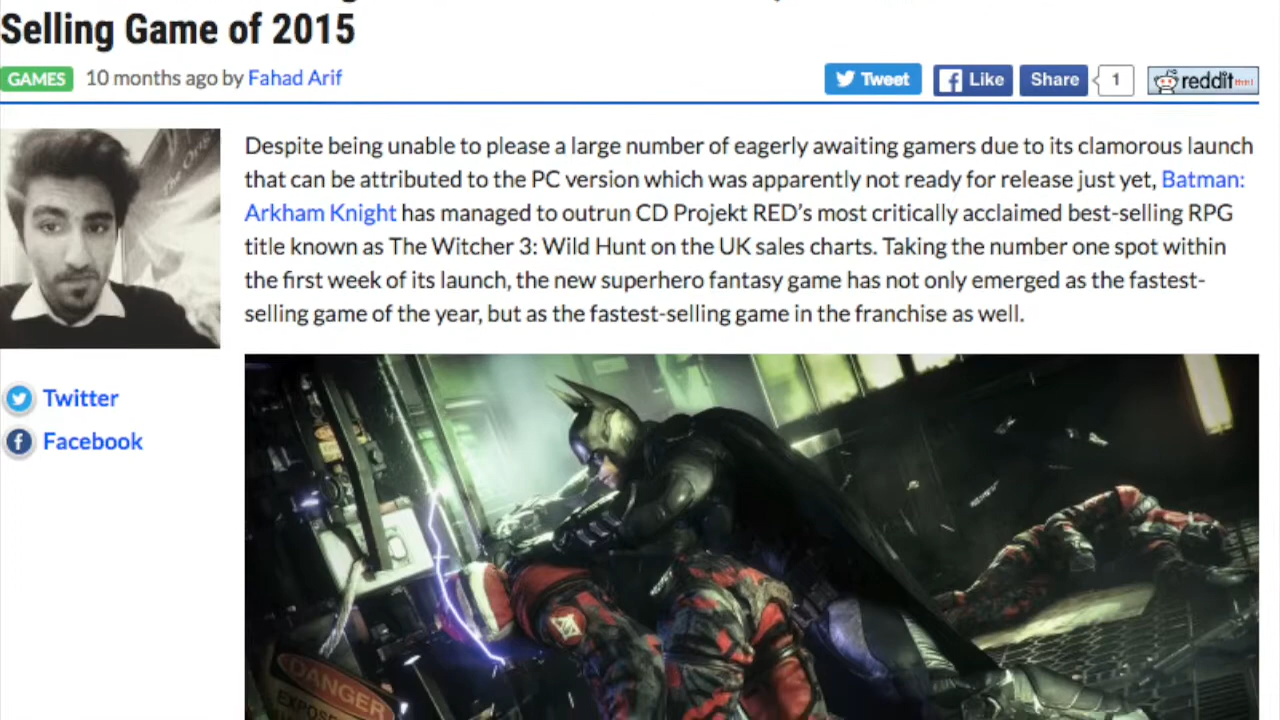 Selling Game of 2015
GAMES 10 months ago by Fahad Arif
Tweet Like Share 1 reddit this!
Despite being unable to please a large number of eagerly awaiting gamers due to its clamorous launch
that can be attributed to the PC version which was apparently not ready for release just yet, Batman:
Arkham Knight has managed to outrun CD Projekt RED's most critically acclaimed best-selling RPG
title known as The Witcher 3: Wild Hunt on the UK sales charts. Taking the number one spot within
the first week of its launch, the new superhero fantasy game has not only emerged as the fastest-
selling game of the year, but as the fastest-selling game in the franchise as well.
Twitter
Facebook
DANGER